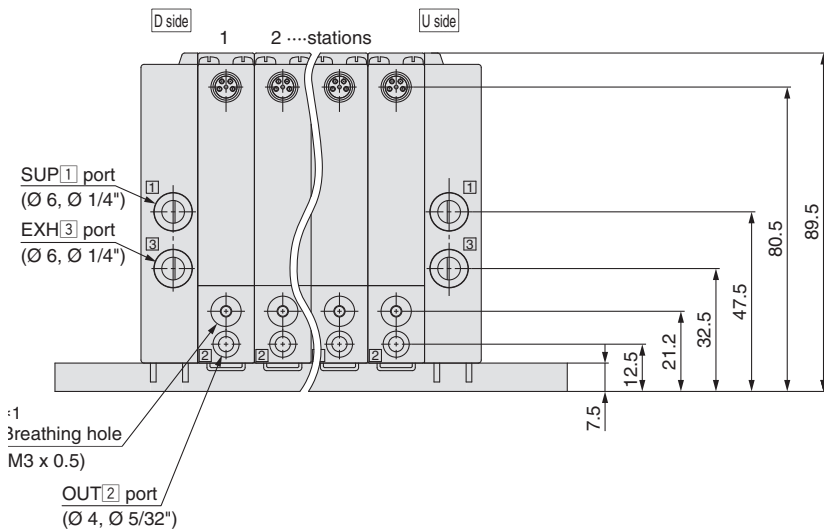 D side
U side
1
2 ····stations
SUP1 port
(Ø 6, Ø 1/4")
EXH3 port
(Ø 6, Ø 1/4")
1
3
1
3
2
2
12.5
21.2
32.5
47.5
80.5
89.5
7.5
1
Breathing hole
M3 x 0.5)
OUT2 port
(Ø 4, Ø 5/32")